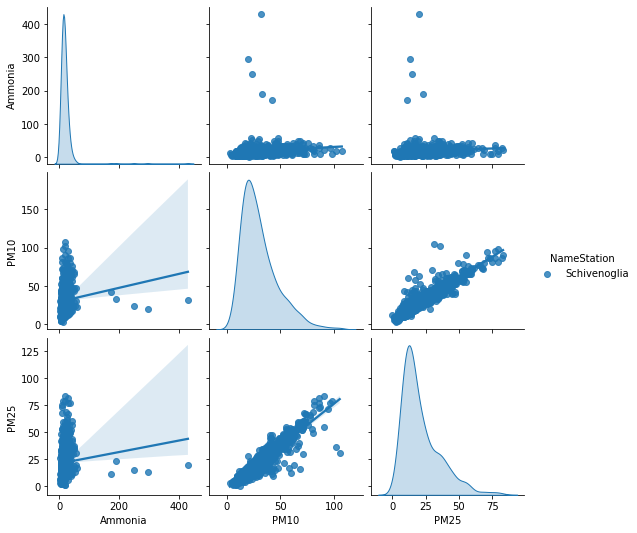 400
300
200
100
0
Ammonia
150
100
50
0
PM10
NameStation
Schivenoglia
125
100
75
50
25
0
PM25
0 200 400
0 50 100
0 25 50 75
Ammonia PM10 PM25